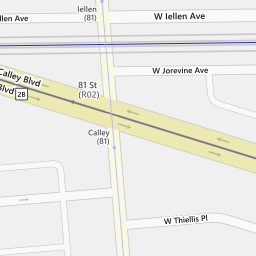 Iellen
(81)
W Iellen Ave
llen Ave
W Jorevine Ave
Calley Blvd
Blvd
2B
81 St
(R02)
Calley
(81)
W Thiellis Pl